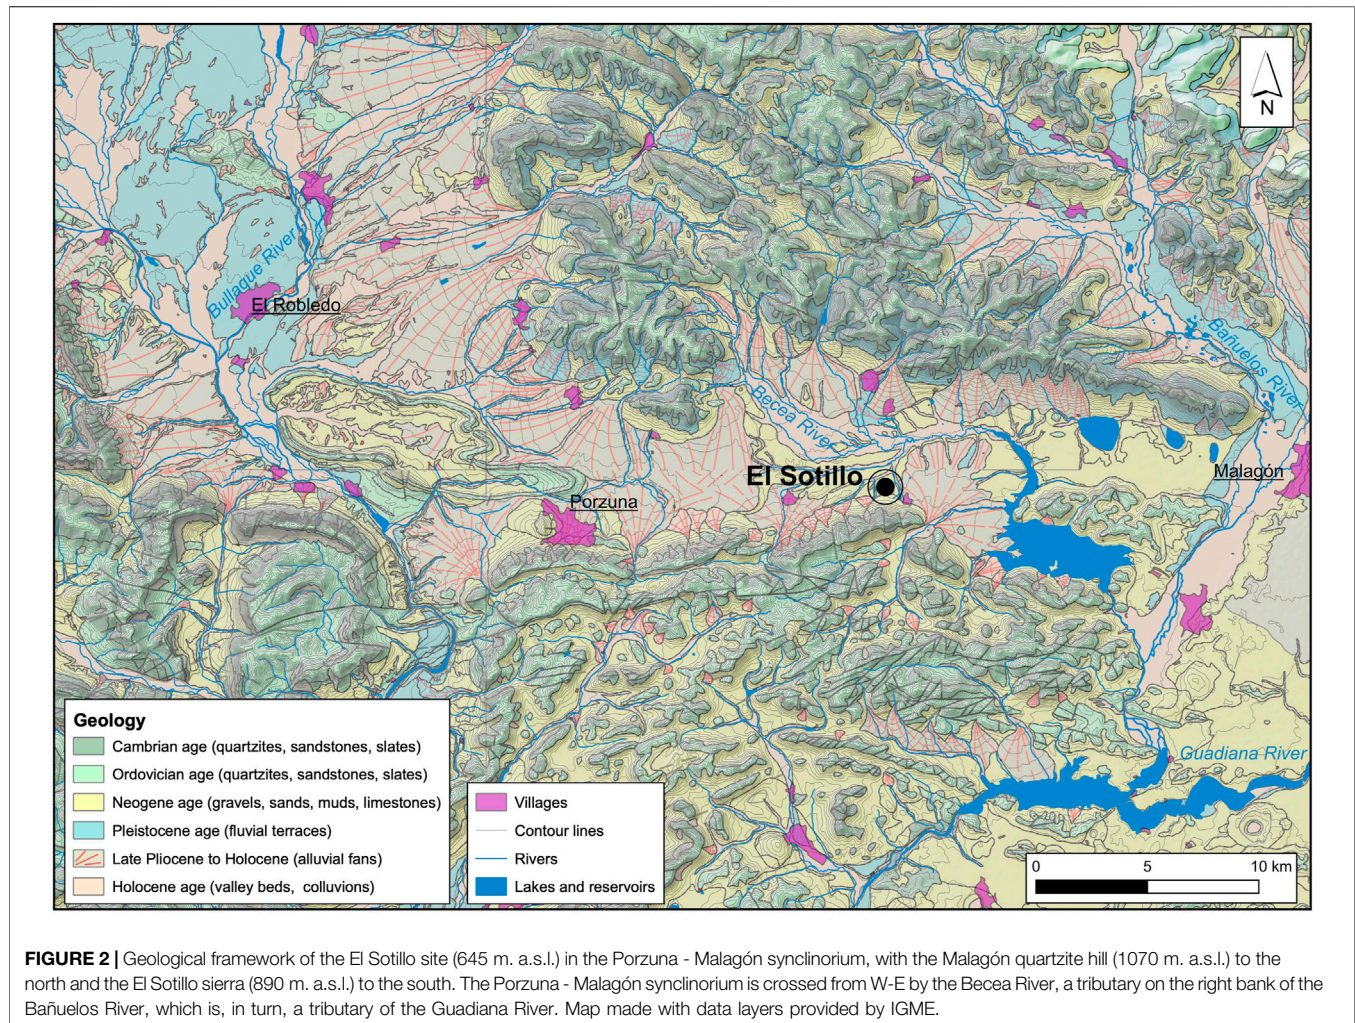 N
Bullaque River
El Robledo
Bañuelos River
Becea River
El Sotillo
Malagón
Porzuna
Guadiana River
Geology
Cambrian age (quartzites, sandstones, slates)
Ordovician age (quartzites, sandstones, slates)
Neogene age (gravels, sands, muds, limestones)
Pleistocene age (fluvial terraces)
Late Pliocene to Holocene (alluvial fans)
Holocene age (valley beds, colluvions)
Villages
Contour lines
Rivers
Lakes and reservoirs
0 5 10 km
FIGURE 2 | Geological framework of the El Sotillo site (645 m. a.s.l.) in the Porzuna - Malagón synclinorium, with the Malagón quartzite hill (1070 m. a.s.l.) to the
north and the El Sotillo sierra (890 m. a.s.l.) to the south. The Porzuna - Malagón synclinorium is crossed from W-E by the Becea River, a tributary on the right bank of the
Bañuelos River, which is, in turn, a tributary of the Guadiana River. Map made with data layers provided by IGME.